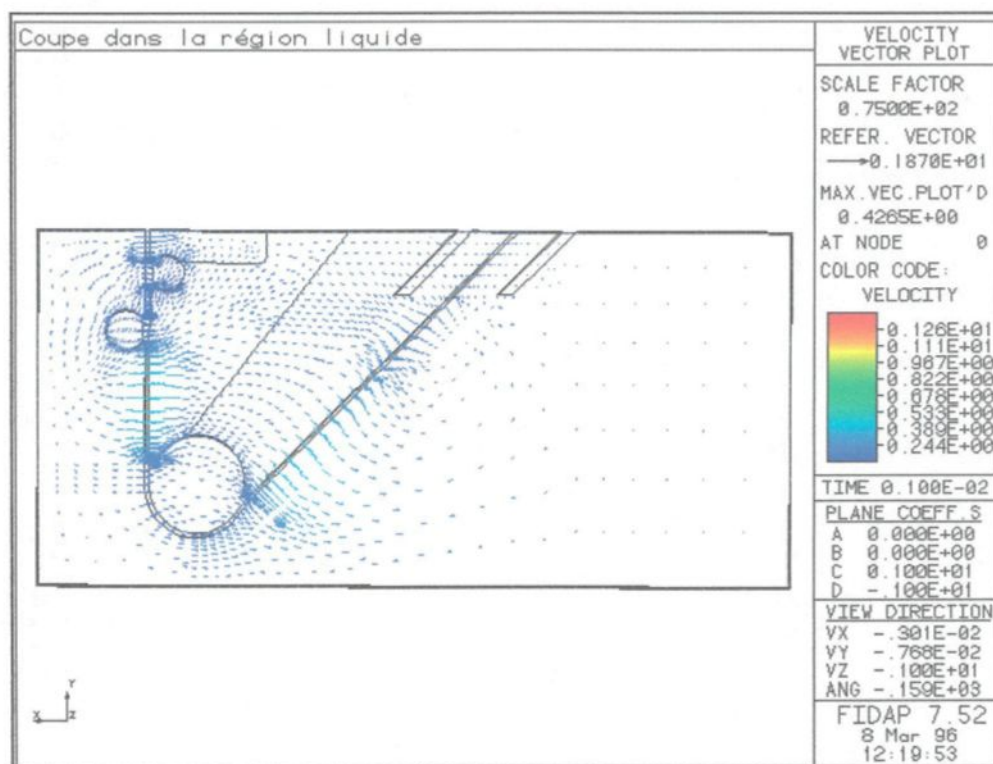 Coupe dans la région liquide
VELOCITY
VECTOR PLOT
SCALE FACTOR
0.7500E+02
REFER. VECTOR
0.1870E+01
MAX.VEC.PLOT'D
0.4265E+00
AT NODE 0
COLOR CODE:
VELOCITY
0.126E+01
0.111E+01
0.967E+00
0.822E+00
0.678E+00
0.533E+00
0.389E+00
0.244E+00
TIME 0.100E-02
PLANE COEFF.S
A 0.000E+00
B 0.000E+00
C 0.100E+01
D -.100E+01
VIEW DIRECTION
VX -.301E-02
VY -.768E-02
VZ -.100E+01
ANG -.159E+03
FIDAP 7.52
8 Mar 96
12:19:53
Y
X Z